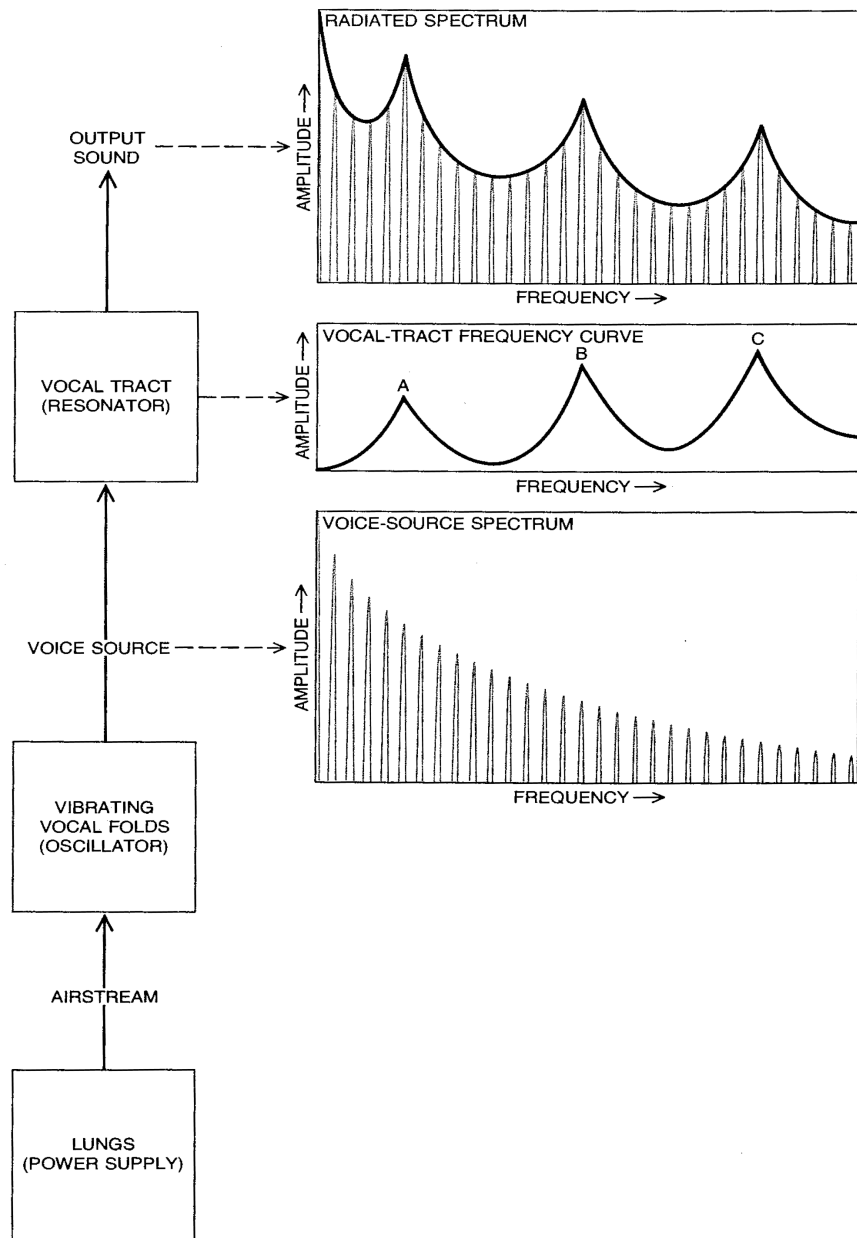 RADIATED SPECTRUM
AMPLITUDE
FREQUENCY
OUTPUT
SOUND
VOCAL-TRACT FREQUENCY CURVE
A
B
C
AMPLITUDE
FREQUENCY
VOCAL TRACT
(RESONATOR)
VOICE-SOURCE SPECTRUM
AMPLITUDE
FREQUENCY
VOICE SOURCE
VIBRATING
VOCAL FOLDS
(OSCILLATOR)
AIRSTREAM
LUNGS
(POWER SUPPLY)